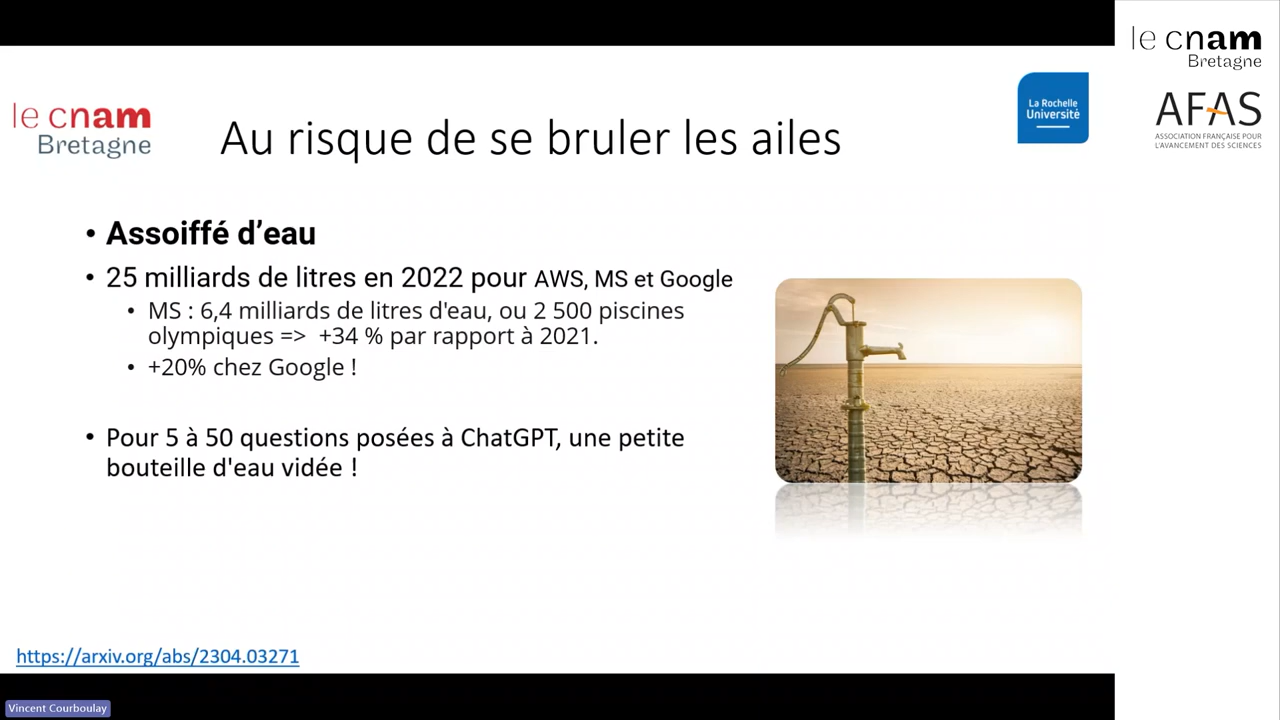 le cnam
Bretagne
Au risque de se bruler les ailes
La Rochelle
Université
le cnam
Bretagne
AFAS
ASSOCIATION FRANÇAISE POUR
L'AVANCEMENT DES SCIENCES
• Assoiffé d’eau
• 25 milliards de litres en 2022 pour AWS, MS et Google
• MS : 6,4 milliards de litres d'eau, ou 2 500 piscines
olympiques => +34 % par rapport à 2021.
• +20% chez Google !
• Pour 5 à 50 questions posées à ChatGPT, une petite
bouteille d'eau vidée !
https://arxiv.org/abs/2304.03271
Vincent Courboulay